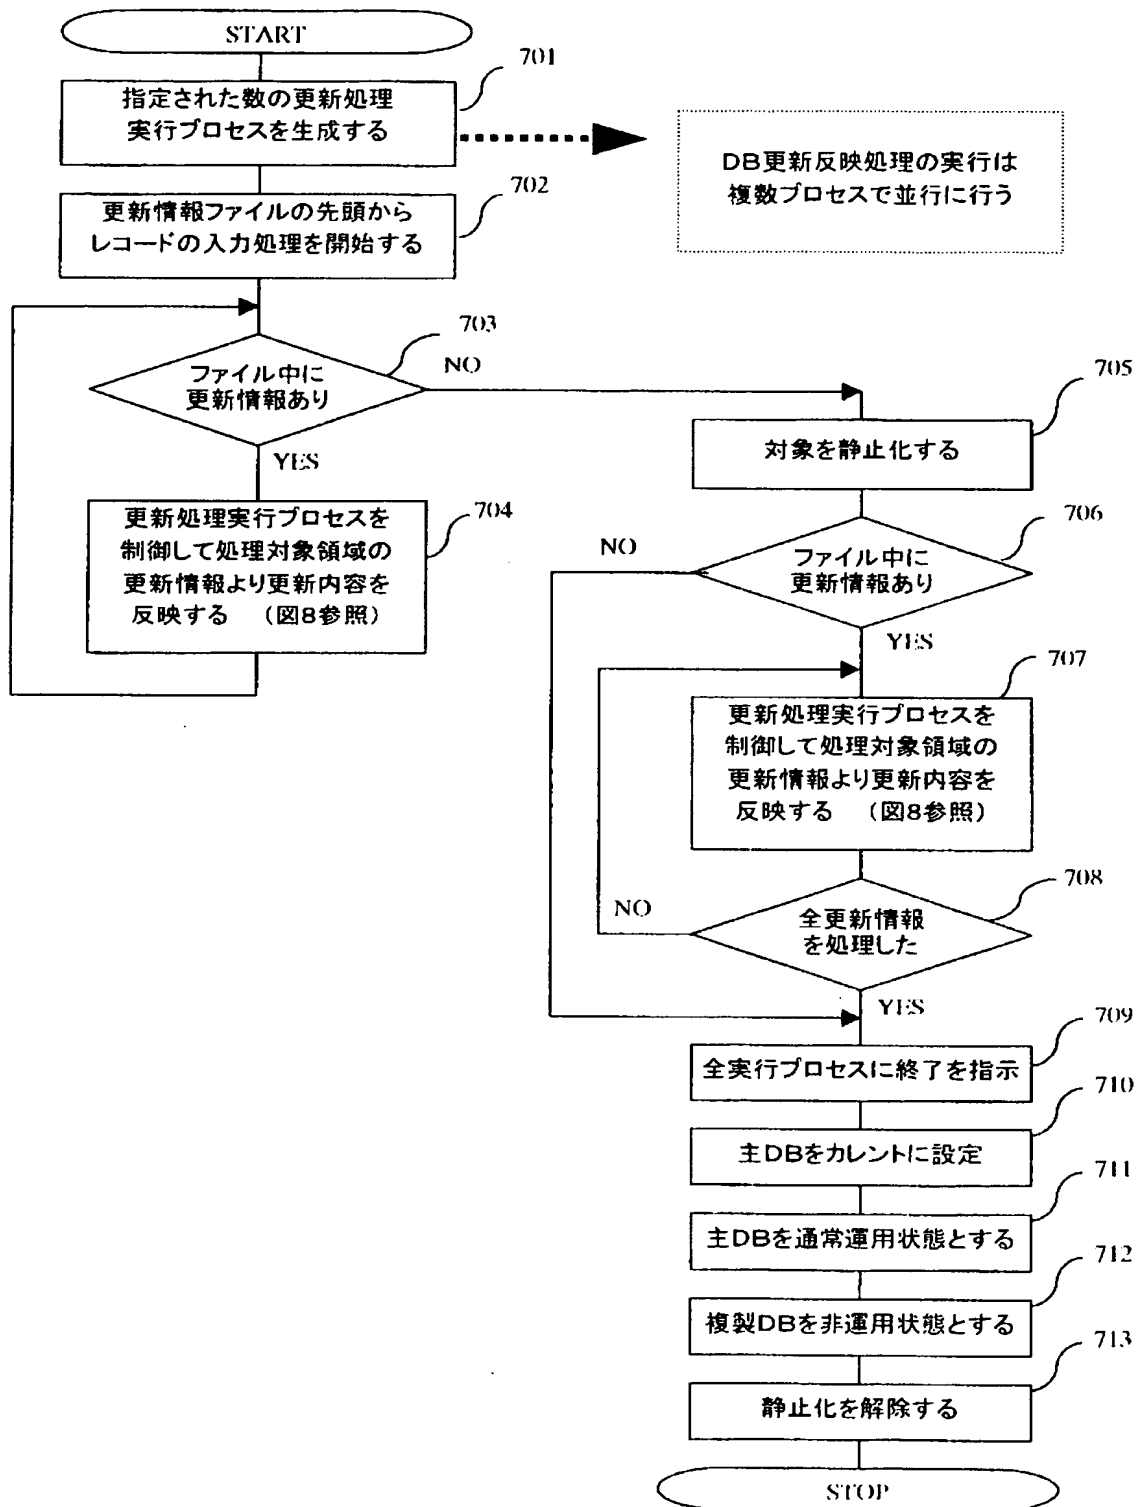 START
701
指定された数の更新処理
実行プロセスを生成する
DB更新反映処理の実行は
複数プロセスで並行に行う
702
更新情報ファイルの先頭から
レコードの入力処理を開始する
703
ファイル中に
更新情報あり
NO
YES
704
更新処理実行プロセスを
制御して処理対象領域の
更新情報より更新内容を
反映する （図8参照）
705
対象を静止化する
706
ファイル中に
更新情報あり
NO
YES
707
更新処理実行プロセスを
制御して処理対象領域の
更新情報より更新内容を
反映する （図8参照）
708
全更新情報
を処理した
NO
YES
709
全実行プロセスに終了を指示
710
主DBをカレントに設定
711
主DBを通常運用状態とする
712
複製DBを非運用状態とする
713
静止化を解除する
STOP